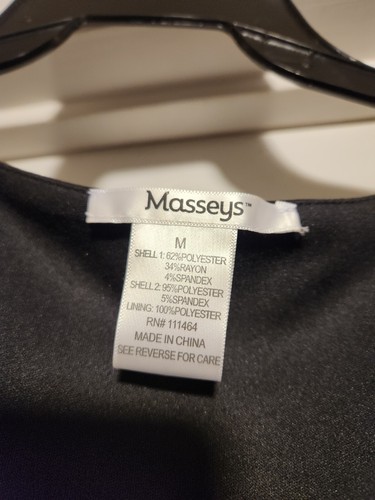 Masseys™
M
SHELL 1: 62%POLYESTER
34%RAYON
4%SPANDEX
SHELL 2: 95%POLYESTER
5%SPANDEX
LINING: 100%POLYESTER
RN# 111464
MADE IN CHINA
SEE REVERSE FOR CARE